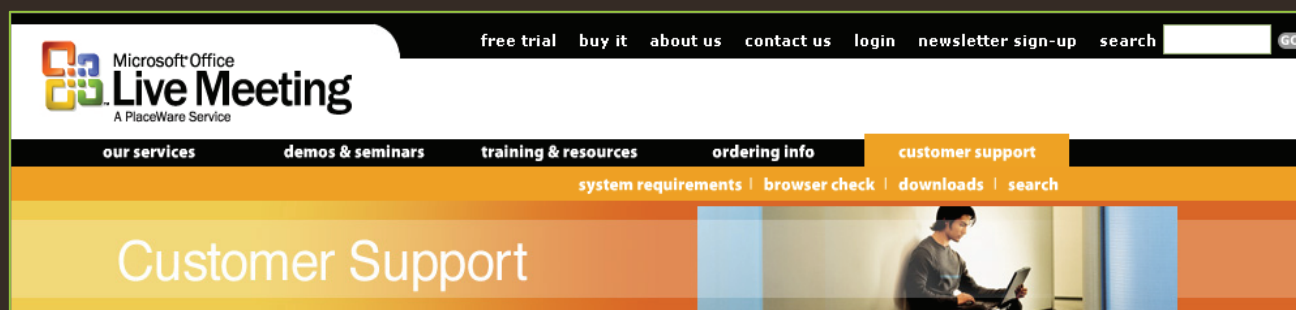 free trial buy it about us contact us login newsletter sign-up search
Microsoft Office
Live Meeting
A PlaceWare Service
our services demos & seminars training & resources ordering info customer support
system requirements | browser check | downloads | search
Customer Support